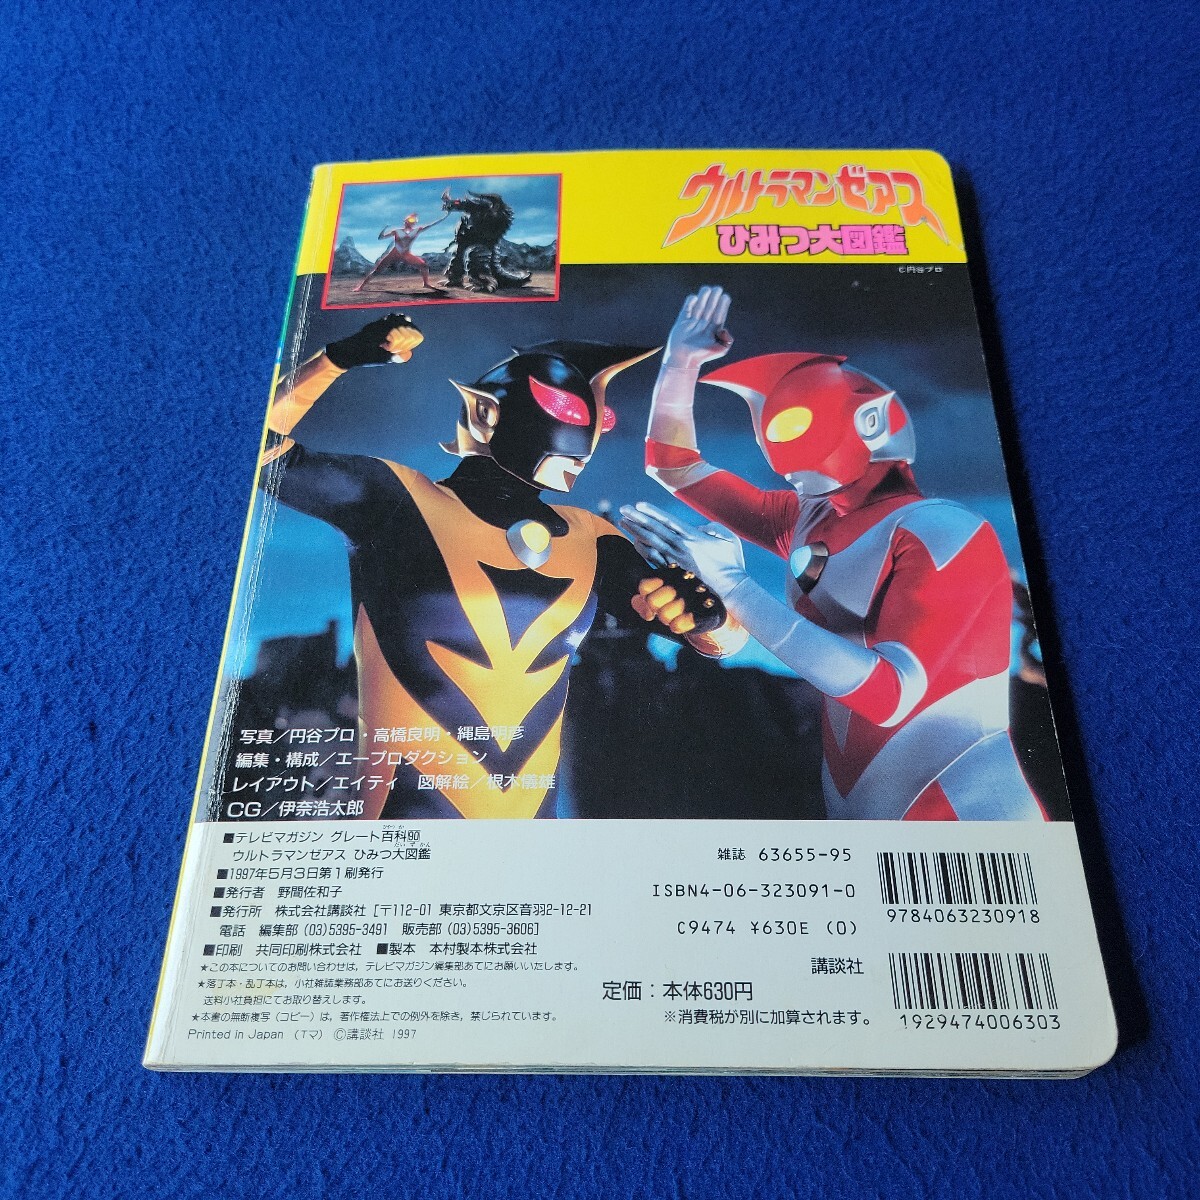 ウルトラマンゼアス
ひみつ大図鑑
©円谷プロ
写真／円谷プロ・高橋良明・縄島明彦
編集・構成／エープロダクション
レイアウト／エイティ　図解絵／根木儀雄
CG／伊奈浩太郎
■テレビマガジン グレート百科90
ウルトラマンゼアス ひみつ大図鑑
■1997年5月3日第1刷発行
■発行者　野間佐和子
■発行所　株式会社講談社［〒112-01 東京都文京区音羽2-12-21
電話　編集部 (03)5395-3491　販売部 (03)5395-3606］
■印刷　共同印刷株式会社　■製本　本村製本株式会社
★この本についてのお問い合わせは，テレビマガジン編集部あてにお願いいたします。
★落丁本・乱丁本は，小社雑誌業務部あてにお送りください。
送料小社負担にてお取り替えします。
★本書の無断複写（コピー）は，著作権法上での例外を除き，禁じられています。
Printed in Japan （Tマ） ©講談社 1997
雑誌 63655-95
ISBN4-06-323091-0
C9474 ¥630E (0)
講談社
定価：本体630円
※消費税が別に加算されます。
9784063230918
1929474006303